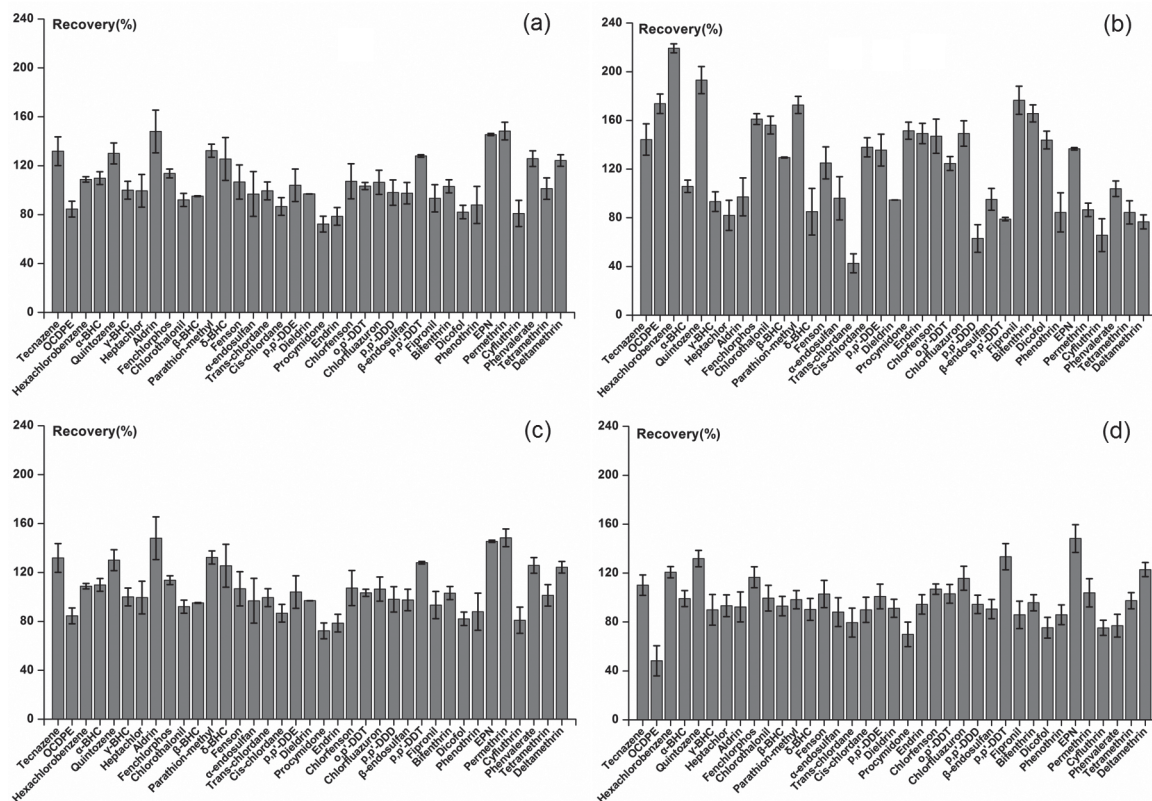 Recovery(%)
(a)
240
200
160
120
80
40
0
Tecnazene
OCDPE
Hexachlorobenzene
α-BHC
Quintozene
γ-BHC
Heptachlor
Aldrin
Fenchorphos
Chlorothalonil
β-BHC
Parathion-methyl
δ-BHC
Fenson
α-endosulfan
Trans-chlordane
Cis-chlordane
p,p'-DDE
Dieldrin
Procymidone
Endrin
Chlorfenson
o,p'-DDT
Chlorfluazuron
p,p'-DDD
β-endosulfan
p,p'-DDT
Fipronil
Bifenthrin
Dicofol
Phenothrin
EPN
Permethrin
Cyfluthrin
Phenvalerate
Tetramethrin
Deltamethrin
Recovery(%)
(b)
240
200
160
120
80
40
0
Tecnazene
OCDPE
Hexachlorobenzene
α-BHC
Quintozene
γ-BHC
Heptachlor
Aldrin
Fenchorphos
Chlorothalonil
β-BHC
Parathion-methyl
δ-BHC
Fenson
α-endosulfan
Trans-chlordane
Cis-chlordane
p,p'-DDE
Dieldrin
Procymidone
Endrin
Chlorfenson
o,p'-DDT
Chlorfluazuron
p,p'-DDD
β-endosulfan
p,p'-DDT
Fipronil
Bifenthrin
Dicofol
Phenothrin
EPN
Permethrin
Cyfluthrin
Phenvalerate
Tetramethrin
Deltamethrin
Recovery(%)
(c)
240
200
160
120
80
40
0
Tecnazene
OCDPE
Hexachlorobenzene
α-BHC
Quintozene
γ-BHC
Heptachlor
Aldrin
Fenchorphos
Chlorothalonil
β-BHC
Parathion-methyl
δ-BHC
Fenson
α-endosulfan
Trans-chlordane
Cis-chlordane
p,p'-DDE
Dieldrin
Procymidone
Endrin
Chlorfenson
o,p'-DDT
Chlorfluazuron
p,p'-DDD
β-endosulfan
p,p'-DDT
Fipronil
Bifenthrin
Dicofol
Phenothrin
EPN
Permethrin
Cyfluthrin
Phenvalerate
Tetramethrin
Deltamethrin
Recovery(%)
(d)
240
200
160
120
80
40
0
Tecnazene
OCDPE
Hexachlorobenzene
α-BHC
Quintozene
γ-BHC
Heptachlor
Aldrin
Fenchorphos
Chlorothalonil
β-BHC
Parathion-methyl
δ-BHC
Fenson
α-endosulfan
Trans-chlordane
Cis-chlordane
p,p'-DDE
Dieldrin
Procymidone
Endrin
Chlorfenson
o,p'-DDT
Chlorfluazuron
p,p'-DDD
β-endosulfan
p,p'-DDT
Fipronil
Bifenthrin
Dicofol
Phenothrin
EPN
Permethrin
Cyfluthrin
Phenvalerate
Tetramethrin
Deltamethrin